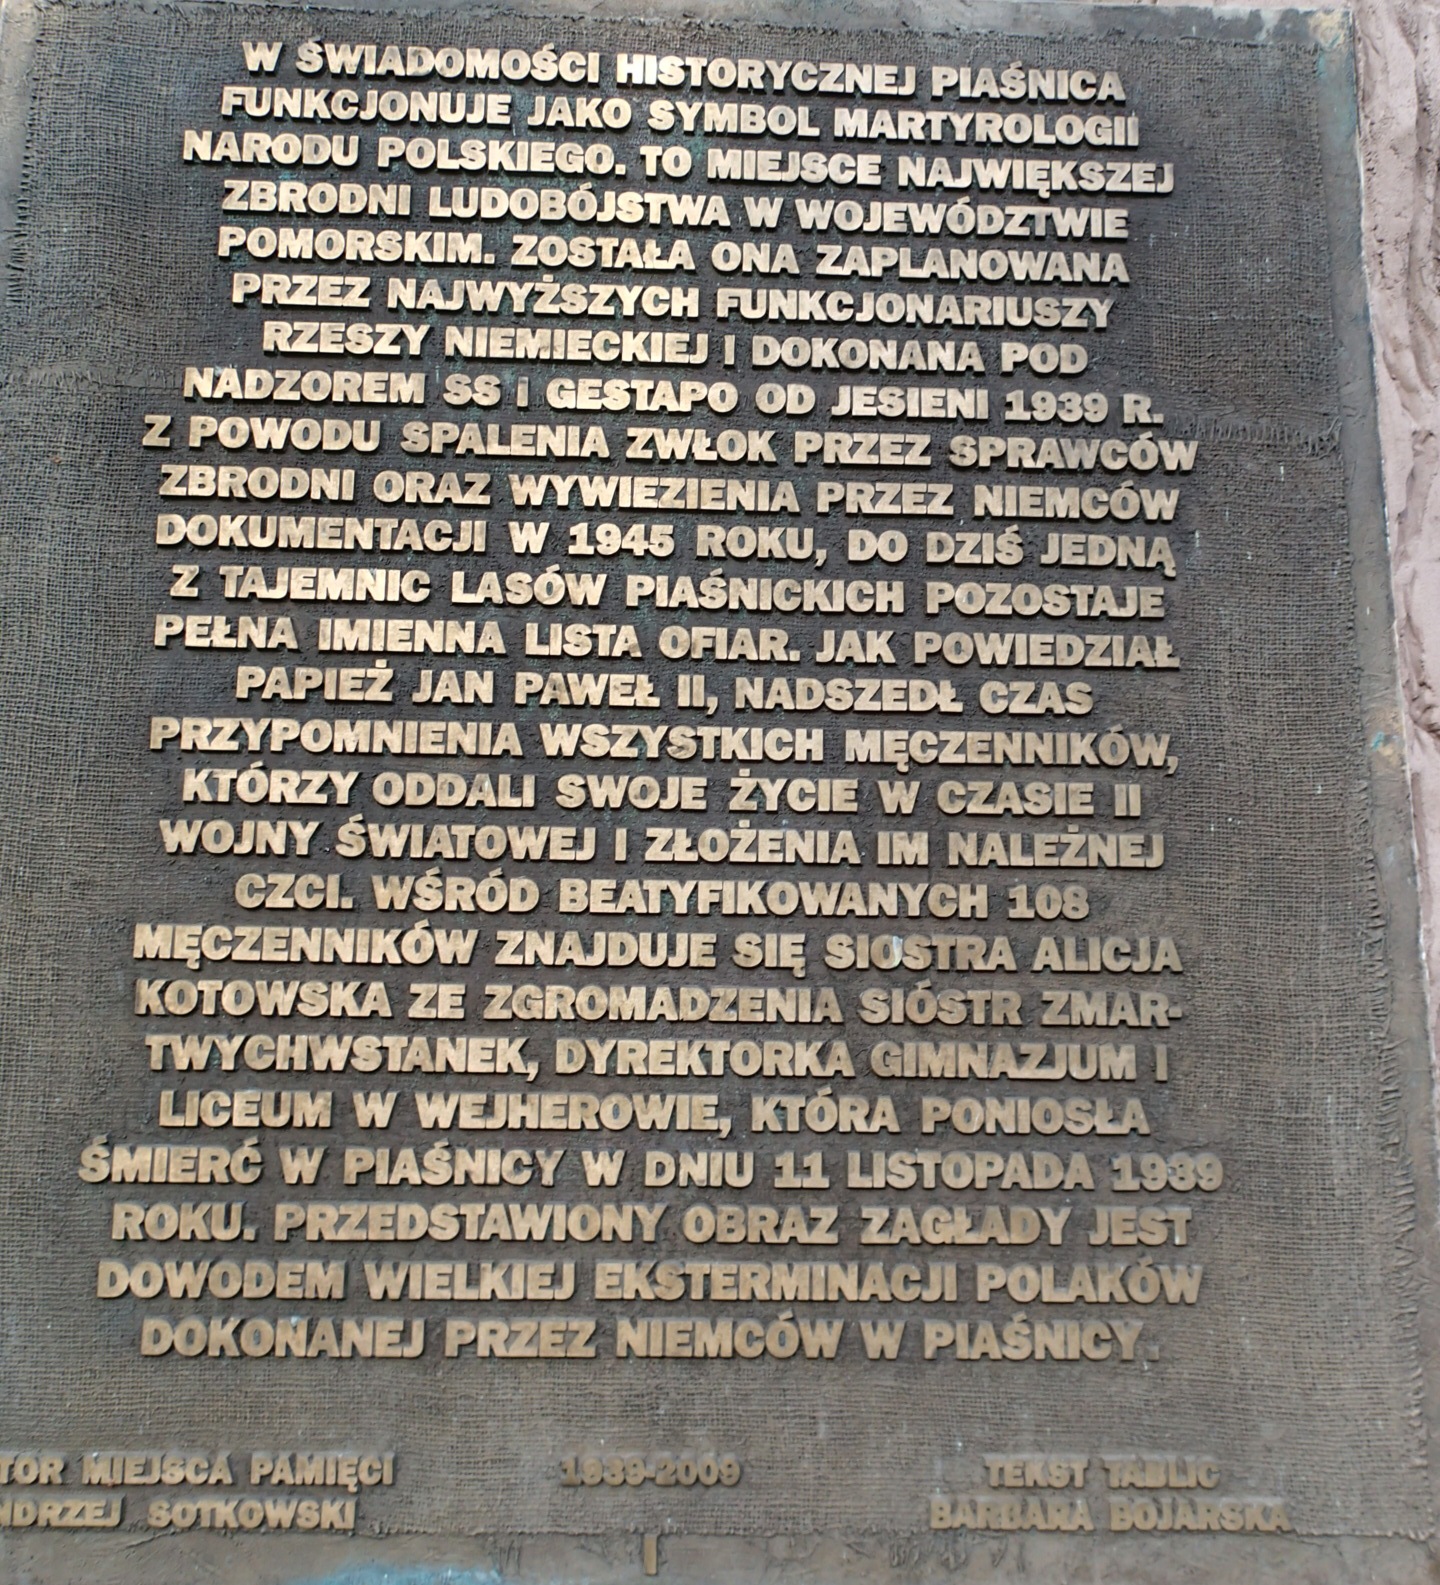 W ŚWIADOMOŚCI HISTORYCZNEJ PIAŚNICA
FUNKCJONUJE JAKO SYMBOL MARTYROLOGII
NARODU POLSKIEGO. TO MIEJSCE NAJWIĘKSZEJ
ZBRODNI LUDOBÓJSTWA W WOJEWÓDZTWIE
POMORSKIM. ZOSTAŁA ONA ZAPLANOWANA
PRZEZ NAJWYŻSZYCH FUNKCJONARIUSZY
RZESZY NIEMIECKIEJ I DOKONANA POD
NADZOREM SS i GESTAPO OD JESIENI 1939 R.
Z POWODU SPALENIA ZWŁOK PRZEZ SPRAWCÓW
ZBRODNI ORAZ WYWIEZIENIA PRZEZ NIEMCÓW
DOKUMENTACJI W 1945 ROKU, DO DZIŚ JEDNĄ
Z TAJEMNIC LASÓW PIAŚNICKICH POZOSTAJE
PEŁNA IMIENNA LISTA OFIAR. JAK POWIEDZIAŁ
PAPIEŻ JAN PAWEŁ II, NADSZEDŁ CZAS
PRZYPOMNIENIA WSZYSTKICH MĘCZENNIKÓW,
KTÓRZY ODDALI SWOJE ŻYCIE W CZASIE II
WOJNY ŚWIATOWEJ I ZŁOŻENIA IM NALEŻNEJ
CZCI. WŚRÓD BEATYFIKOWANYCH 108
MĘCZENNIKÓW ZNAJDUJE SIĘ SIOSTRA ALICJA
KOTOWSKA ZE ZGROMADZENIA SIÓSTR ZMAR-
TWYCHWSTANEK, DYREKTORKA GIMNAZJUM I
LICEUM W WEJHEROWIE, KTÓRA PONIOSŁA
ŚMIERĆ W PIAŚNICY W DNIU 11 LISTOPADA 1939
ROKU. PRZEDSTAWIONY OBRAZ ZAGŁADY JEST
DOWODEM WIELKIEJ EKSTERMINACJI POLAKÓW
DOKONANEJ PRZEZ NIEMCÓW W PIAŚNICY.
TOR MIEJSCA PAMIĘCI
NDRZEJ SOTKOWSKI
1939-2009
TEKST TABLIC
BARBARA BOJARSKA